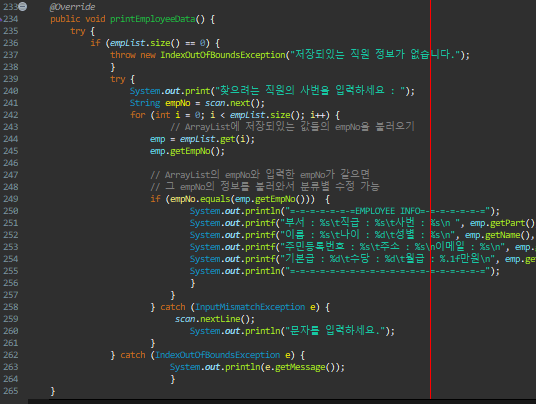 233 @Override
234 public void printEmployeeData() {
235 try {
236 if (empList.size() == 0) {
237 throw new IndexOutOfBoundsException("저장되있는 직원 정보가 없습니다.");
238 }
239 try {
240 System.out.print("찾으려는 직원의 사번을 입력하세요 : ");
241 String empNo = scan.next();
242 for (int i = 0; i < empList.size(); i++) {
243 // ArrayList에 저장되있는 값들의 empNo을 불러오기
244 emp = empList.get(i);
245 emp.getEmpNo();
246
247 // ArrayList의 empNo와 입력한 empNo가 같으면
248 // 그 empNo의 정보를 불러와서 분류별 수정 가능
249 if (empNo.equals(emp.getEmpNo())) {
250 System.out.println("=-=-=-=-=-=-=EMPLOYEE INFO=-=-=-=-=-=-=");
251 System.out.printf("부서 : %s\t직급 : %s\t사번 : %s\n ", emp.getPart()
252 System.out.printf("이름 : %s\t나이 : %d\t성별 : %s\n", emp.getName(),
253 System.out.printf("주민등록번호 : %s\t주소 : %s\n이메일 : %s\n", emp.
254 System.out.printf("기본급 : %d\t수당 : %d\t월급 : %.1f만원\n", emp.get
255 System.out.println("=-=-=-=-=-=-=-=-=-=-=-=-=-=-=-=-=-=-=");
256 }
257 }
258 } catch (InputMismatchException e) {
259 scan.nextLine();
260 System.out.println("문자를 입력하세요.");
261 }
262 } catch (IndexOutOfBoundsException e) {
263 System.out.println(e.getMessage());
264 }
265 }